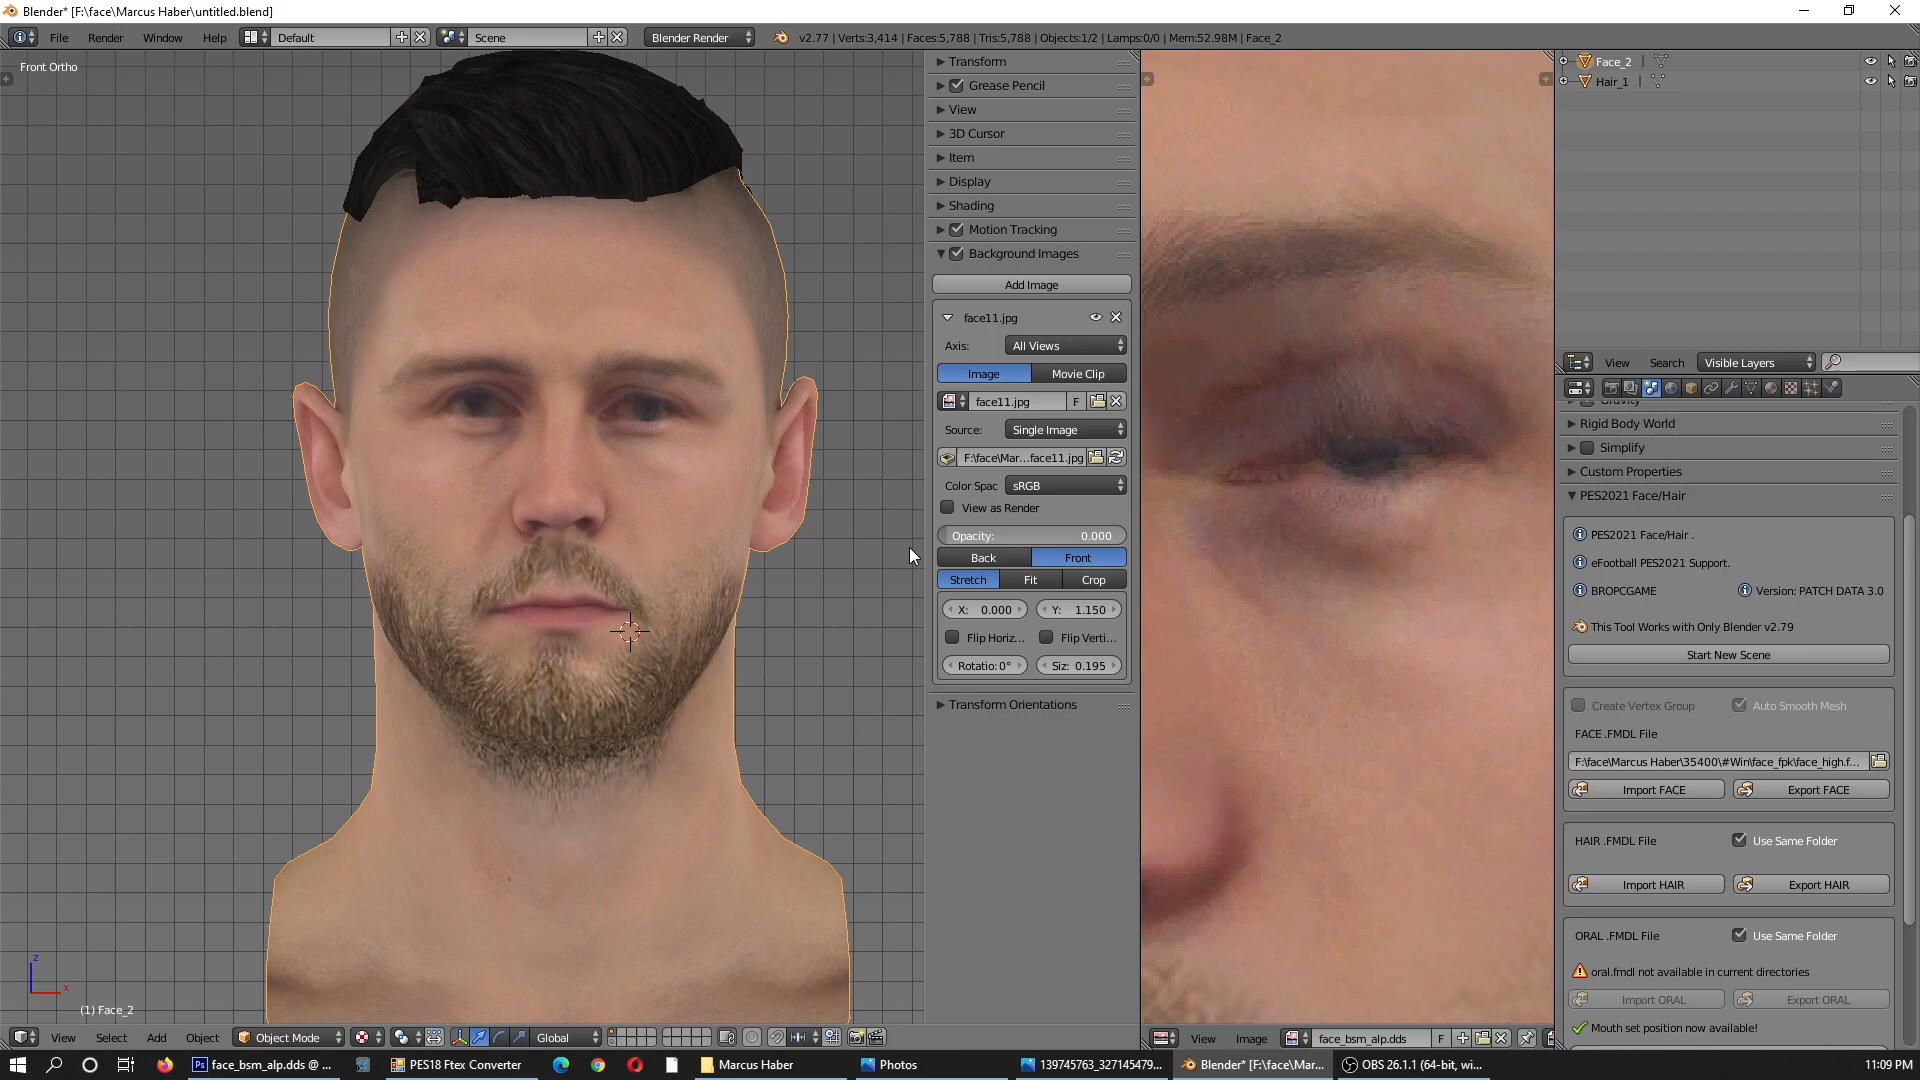 Blender* [F:\face\Marcus Haber\untitled.blend]
File Render Window Help Default Scene Blender Render v2.77 | Verts:3,414 | Faces:5,788 | Tris:5,788 | Objects:1/2 | Lamps:0/0 | Mem:52.98M | Face_2
Front Ortho
Transform
Grease Pencil
View
3D Cursor
Item
Display
Shading
Motion Tracking
Background Images
Add Image
face11.jpg
Axis: All Views
Image Movie Clip
face11.jpg F
Source: Single Image
F:\face\Mar...face11.jpg
Color Spac sRGB
View as Render
Opacity: 0.000
Back Front
Stretch Fit Crop
X: 0.000 Y: 1.150
Flip Horiz... Flip Verti...
Rotatio: 0° Siz: 0.195
Transform Orientations
Face_2
Hair_1
View Search Visible Layers
Gravity
Rigid Body World
Simplify
Custom Properties
PES2021 Face/Hair
PES2021 Face/Hair .
eFootball PES2021 Support.
BROPCGAME Version: PATCH DATA 3.0
This Tool Works with Only Blender v2.79
Start New Scene
Create Vertex Group Auto Smooth Mesh
FACE .FMDL File
F:\face\Marcus Haber\35400\#Win\face_fpk\face_high.f...
Import FACE Export FACE
HAIR .FMDL File Use Same Folder
Import HAIR Export HAIR
ORAL .FMDL File Use Same Folder
oral.fmdl not available in current directories
Import ORAL Export ORAL
Mouth set position now available!
z
x
(1) Face_2
View Select Add Object Object Mode Global
View Image face_bsm_alp.dds F
Ps face_bsm_alp.dds @ ... PES18 Ftex Converter Marcus Haber Photos 139745763_327145479... Blender* [F:\face\Mar... OBS 26.1.1 (64-bit, wi... 11:09 PM